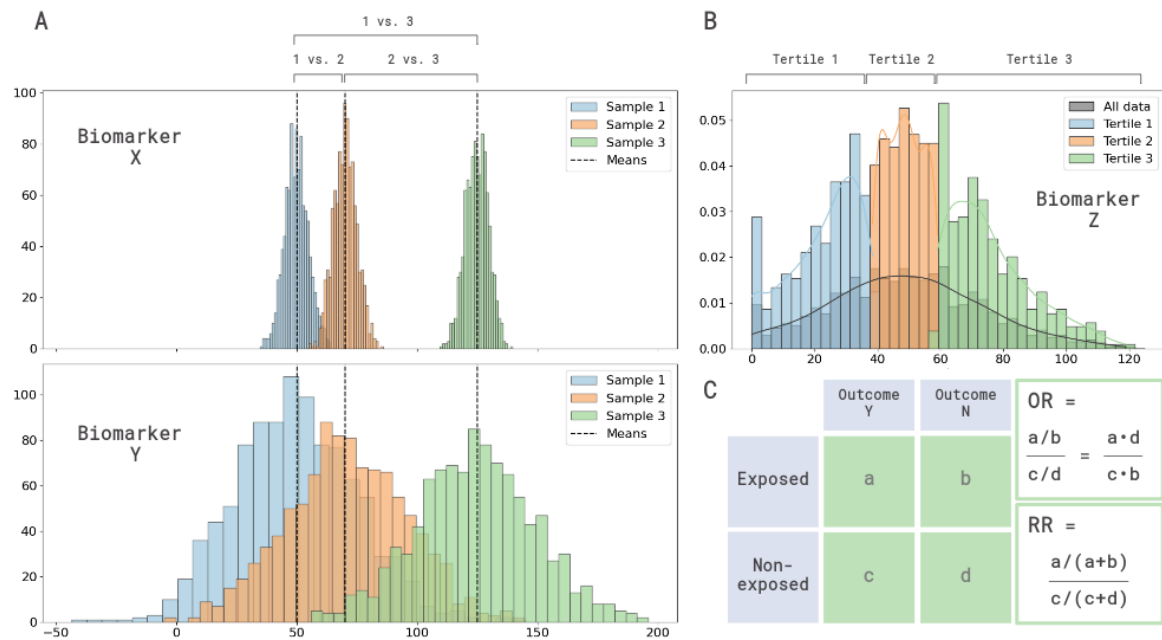 A
1 vs. 3
1 vs. 2
2 vs. 3
100
80
60
40
20
0
Biomarker
X
Sample 1
Sample 2
Sample 3
Means
100
80
60
40
20
0
Biomarker
Y
Sample 1
Sample 2
Sample 3
Means
−50
0
50
100
150
200
B
Tertile 1
Tertile 2
Tertile 3
0.05
0.04
0.03
0.02
0.01
0.00
All data
Tertile 1
Tertile 2
Tertile 3
Biomarker
Z
0
20
40
60
80
100
120
C
Outcome
Y
Outcome
N
Exposed
a
b
Non-
exposed
c
d
OR =
a/b
c/d
=
a•d
c•b
RR =
a/(a+b)
c/(c+d)